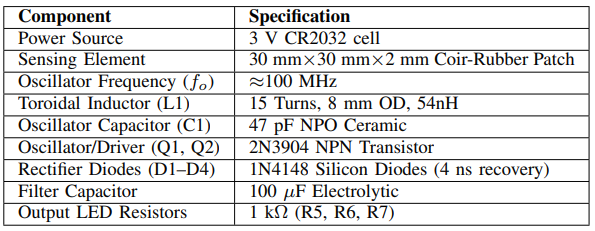 Component Specification
Power Source 3 V CR2032 cell
Sensing Element 30 mm×30 mm×2 mm Coir-Rubber Patch
Oscillator Frequency (fₒ) ≈100 MHz
Toroidal Inductor (L1) 15 Turns, 8 mm OD, 54nH
Oscillator Capacitor (C1) 47 pF NPO Ceramic
Oscillator/Driver (Q1, Q2) 2N3904 NPN Transistor
Rectifier Diodes (D1–D4) 1N4148 Silicon Diodes (4 ns recovery)
Filter Capacitor 100 μF Electrolytic
Output LED Resistors 1 kΩ (R5, R6, R7)